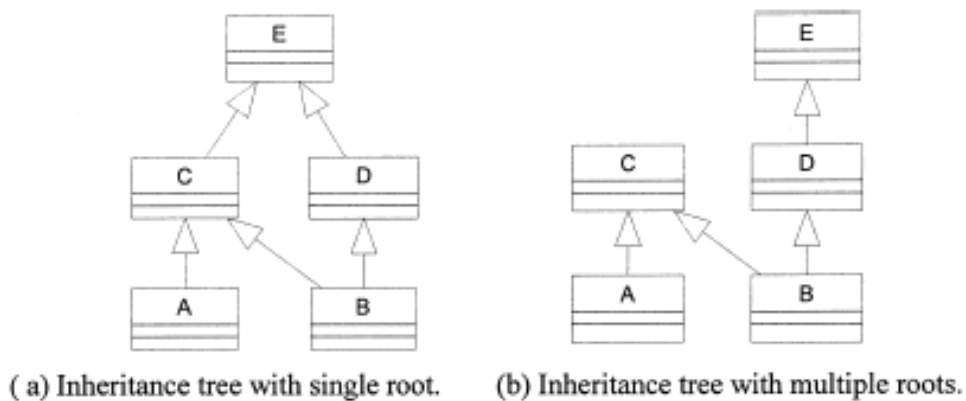 E
E
C
D
C
D
A
B
A
B
( a) Inheritance tree with single root.
(b) Inheritance tree with multiple roots.